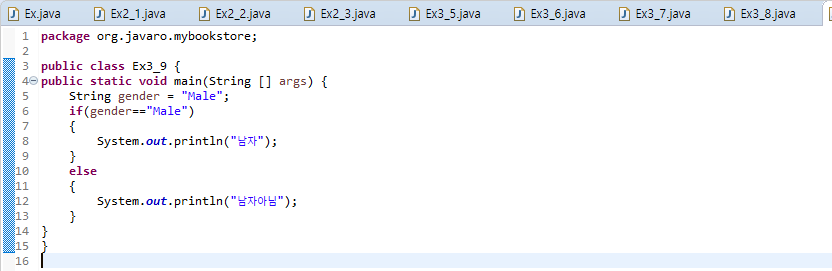 Ex.java Ex2_1.java Ex2_2.java Ex2_3.java Ex3_5.java Ex3_6.java Ex3_7.java Ex3_8.java
1 package org.javaro.mybookstore;
2
3 public class Ex3_9 {
4 public static void main(String [] args) {
5 String gender = "Male";
6 if(gender=="Male")
7 {
8 System.out.println("남자");
9 }
10 else
11 {
12 System.out.println("남자아님");
13 }
14 }
15 }
16